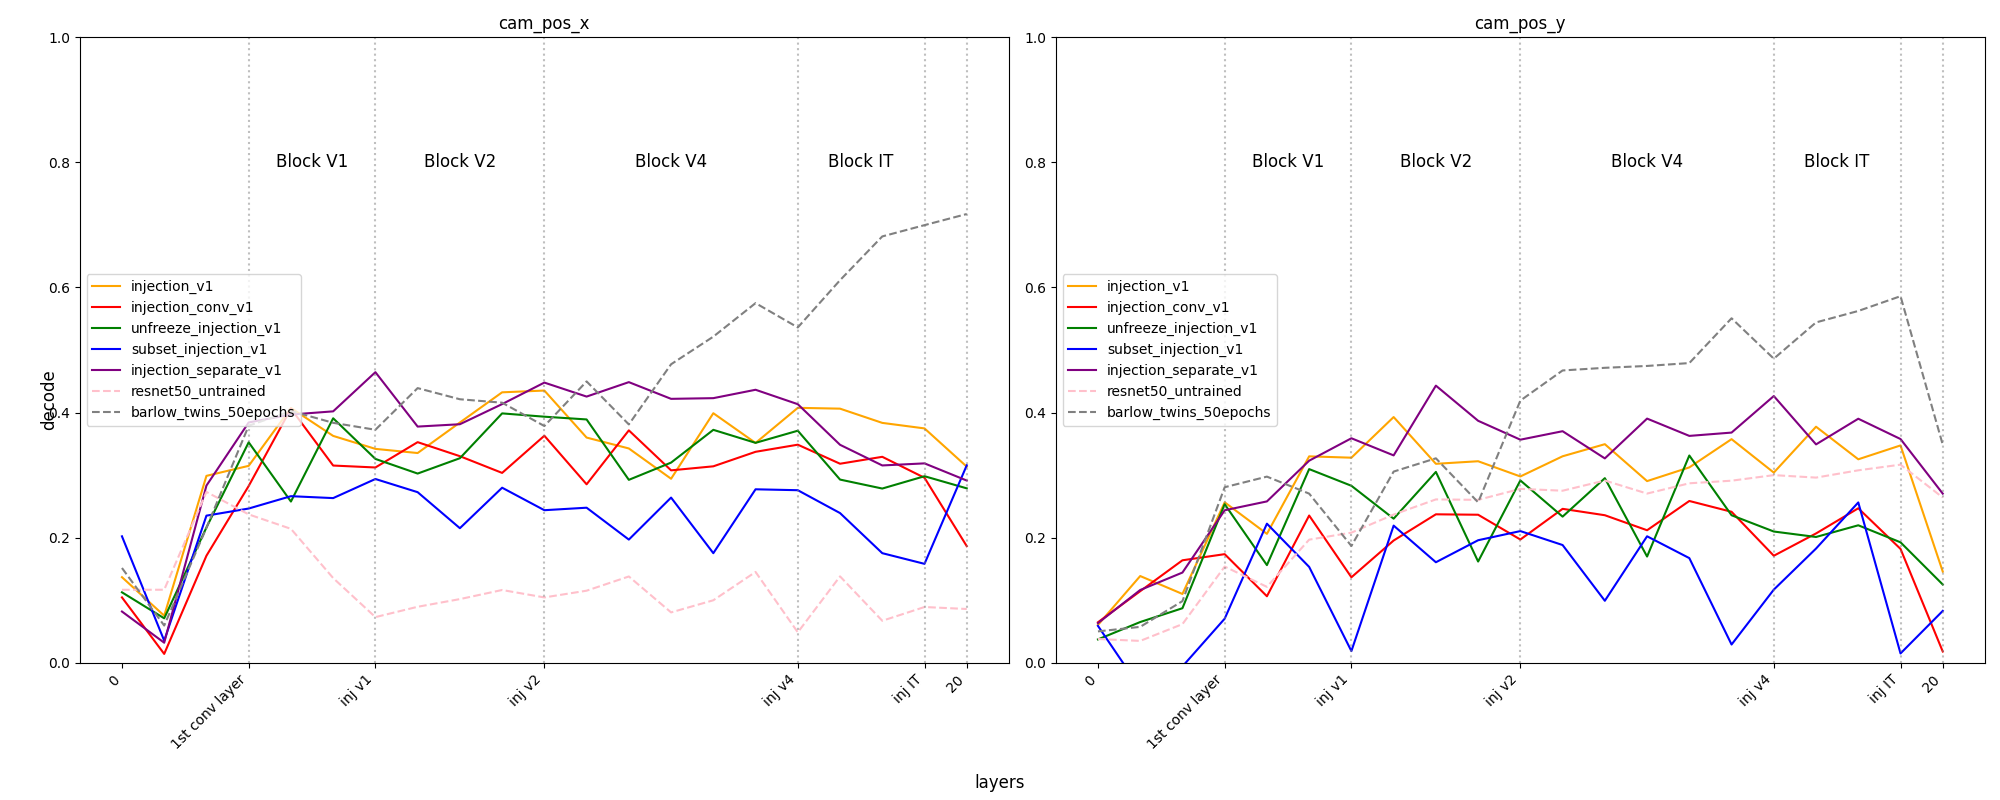 cam_pos_x
1.0
0.8
0.6
0.4
0.2
0.0
decode
Block V1
Block V2
Block V4
Block IT
injection_v1
injection_conv_v1
unfreeze_injection_v1
subset_injection_v1
injection_separate_v1
resnet50_untrained
barlow_twins_50epochs
0
1st conv layer
inj v1
inj v2
inj v4
inj IT
20
cam_pos_y
1.0
0.8
0.6
0.4
0.2
0.0
Block V1
Block V2
Block V4
Block IT
injection_v1
injection_conv_v1
unfreeze_injection_v1
subset_injection_v1
injection_separate_v1
resnet50_untrained
barlow_twins_50epochs
0
1st conv layer
inj v1
inj v2
inj v4
inj IT
20
layers